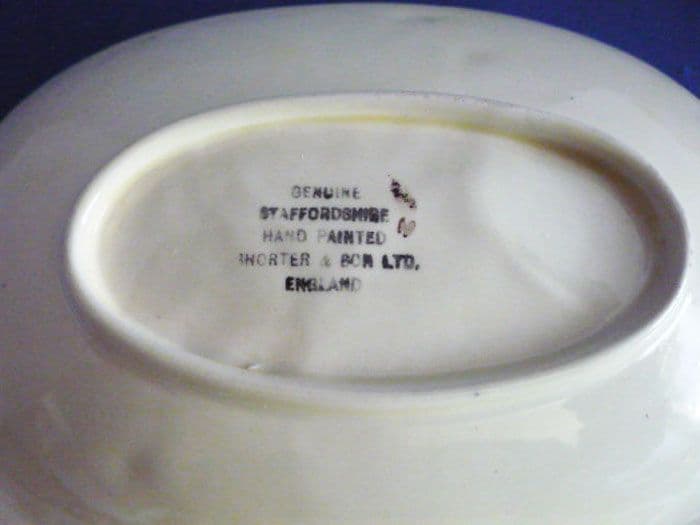 GENUINE
STAFFORDSHIRE
HAND PAINTED
SHORTER & SON LTD.
ENGLAND